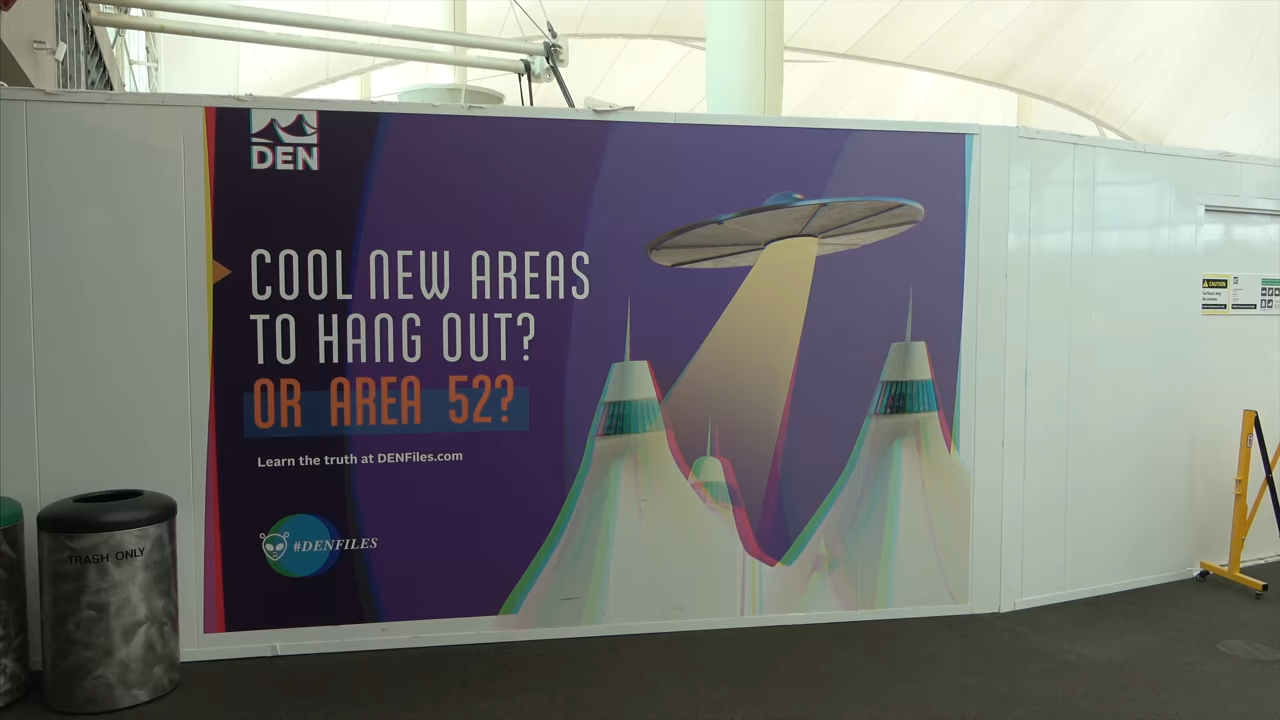 DEN
COOL NEW AREAS
TO HANG OUT?
OR AREA 52?
Learn the truth at DENFiles.com
#DENFILES
TRASH ONLY
CAUTION